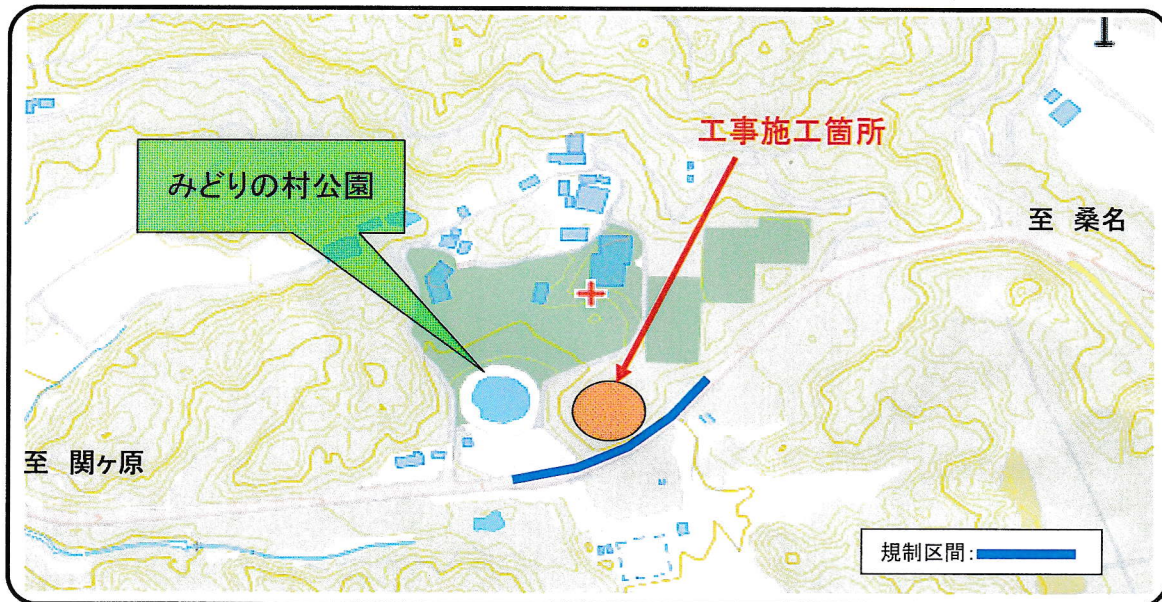 工事施工箇所
みどりの村公園
至 桑名
至 関ヶ原
規制区間: